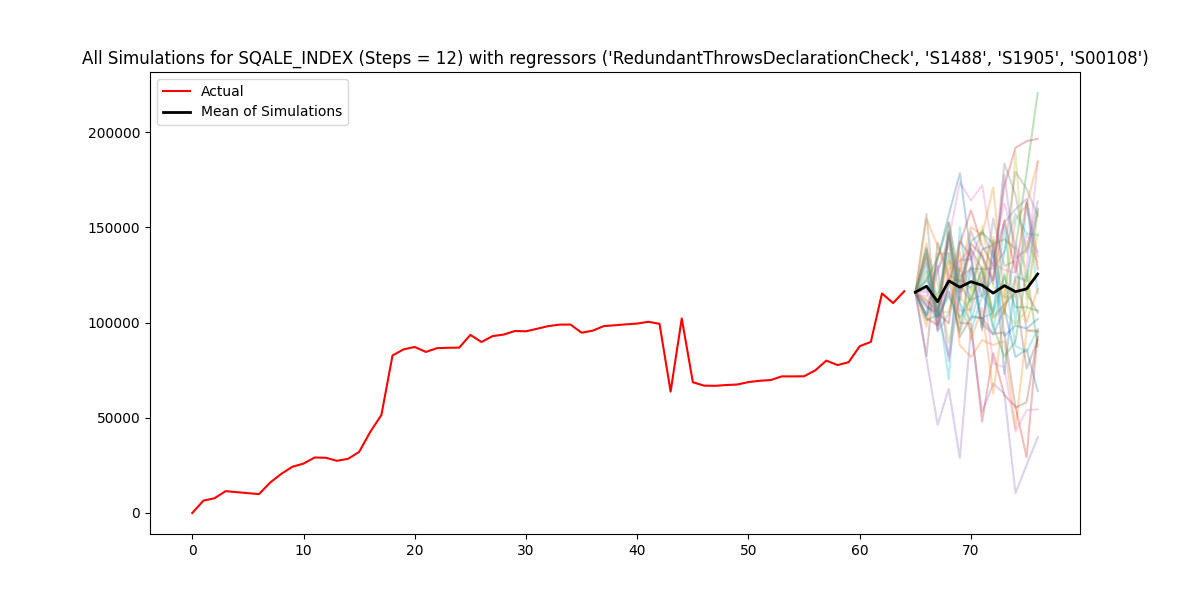 All Simulations for SQALE_INDEX (Steps = 12) with regressors ('RedundantThrowsDeclarationCheck', 'S1488', 'S1905', 'S00108')
Actual
Mean of Simulations
200000
150000
100000
50000
0
0 10 20 30 40 50 60 70